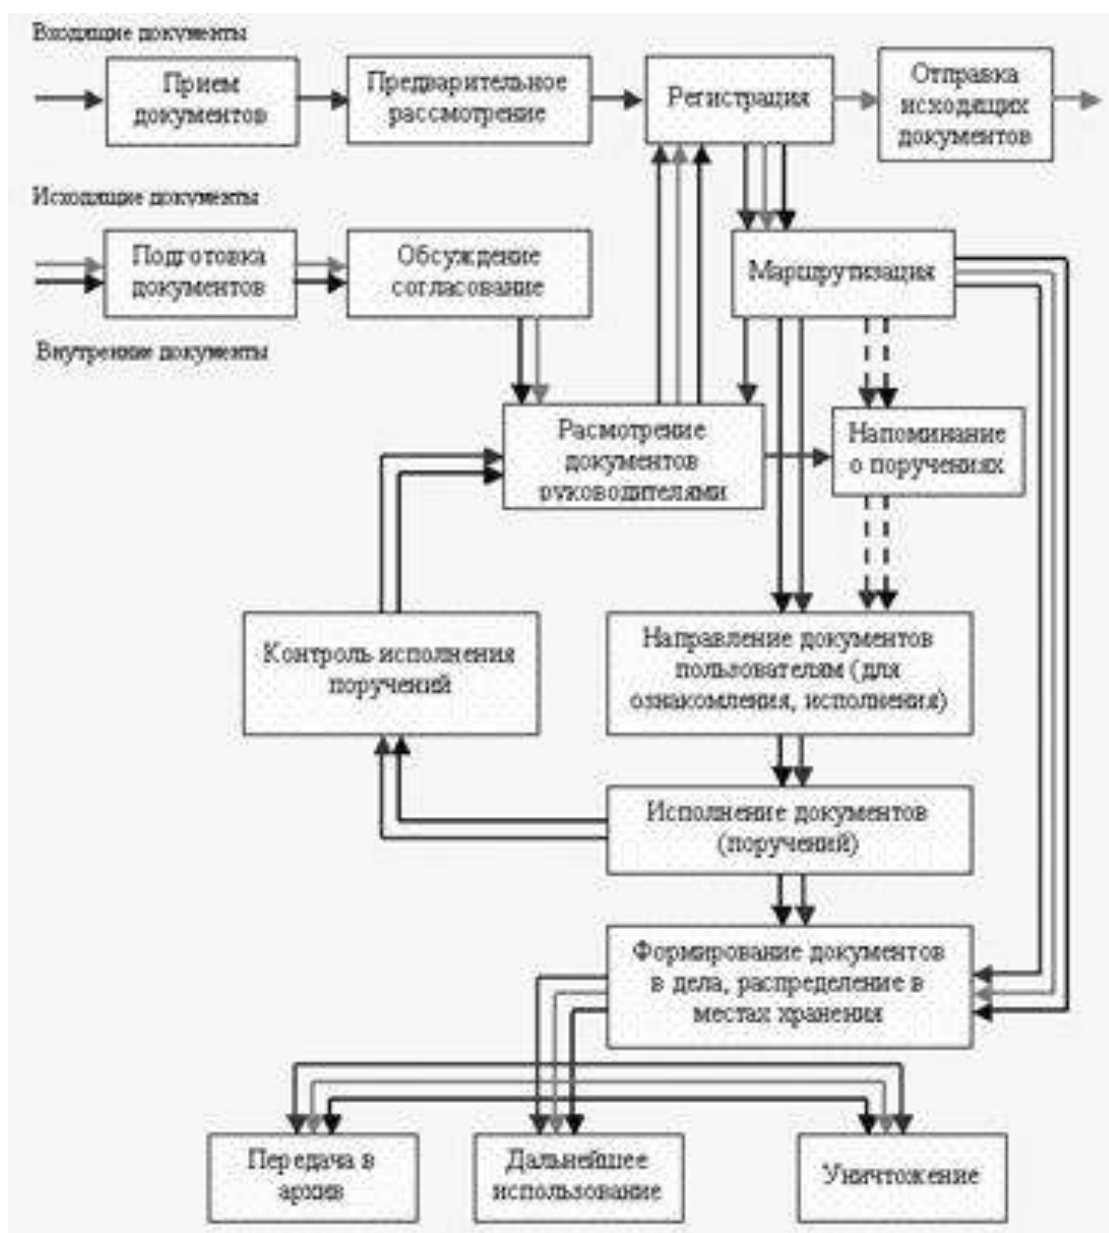 Входящие документы
Прием
документов
Предварительное
рассмотрение
Регистрация
Отправка
исходящих
документов
Исходящие документы
Подготовка
документов
Обсуждение
согласование
Маршрутизация
Внутренние документы
Расмотрение
документов
руководителями
Напоминание
о поручениях
Контроль исполнения
поручений
Направление документов
пользователям (для
ознакомления, исполнения)
Исполнение документов
(поручений)
Формирование документов
в дела, распределение в
местах хранения
Передача в
архив
Дальнейшее
использование
Уничтожение